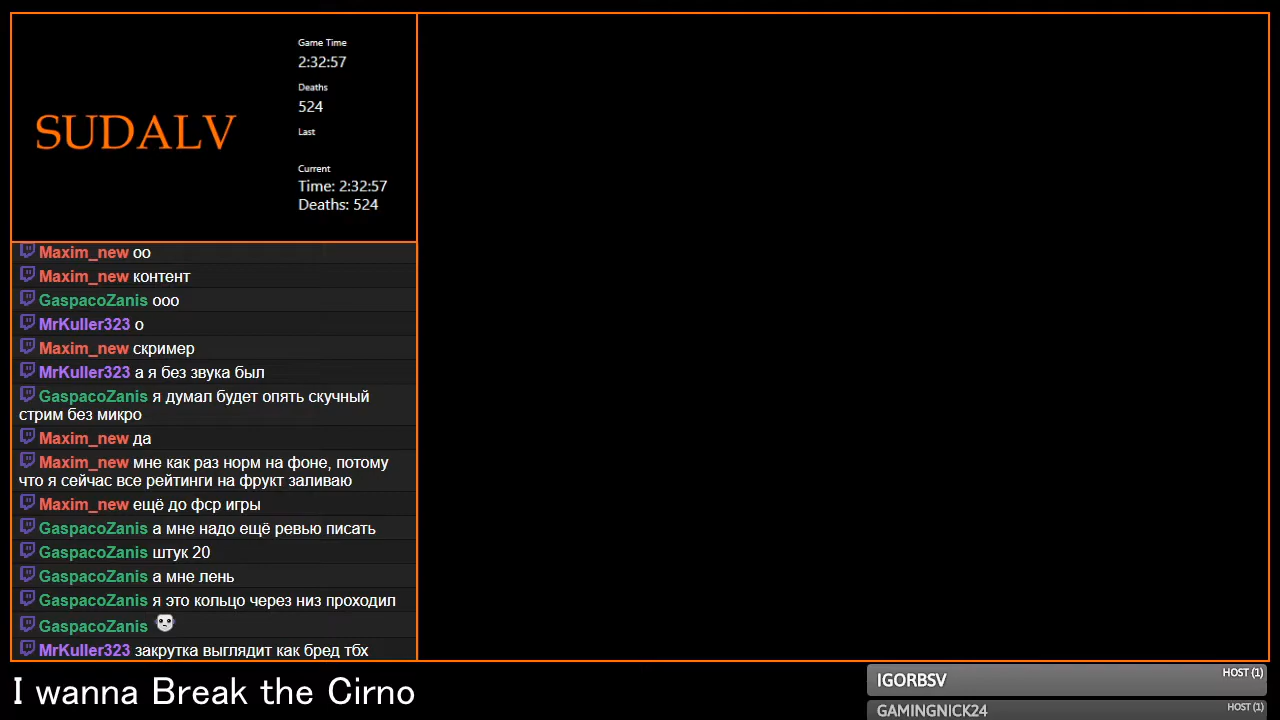 Game Time
2:32:57
Deaths
524
Last
SUDALV
Current
Time: 2:32:57
Deaths: 524
Maxim_new оо
Maxim_new контент
GaspacoZanis ооо
MrKuller323 о
Maxim_new скример
MrKuller323 а я без звука был
GaspacoZanis я думал будет опять скучный
стрим без микро
Maxim_new да
Maxim_new мне как раз норм на фоне, потому
что я сейчас все рейтинги на фрукт заливаю
Maxim_new ещё до фср игры
GaspacoZanis а мне надо ещё ревью писать
GaspacoZanis штук 20
GaspacoZanis а мне лень
GaspacoZanis я это кольцо через низ проходил
GaspacoZanis
MrKuller323 закрутка выглядит как бред тбх
I wanna Break the Cirno
IGORBSV HOST (1)
GAMINGNICK24 HOST (1)